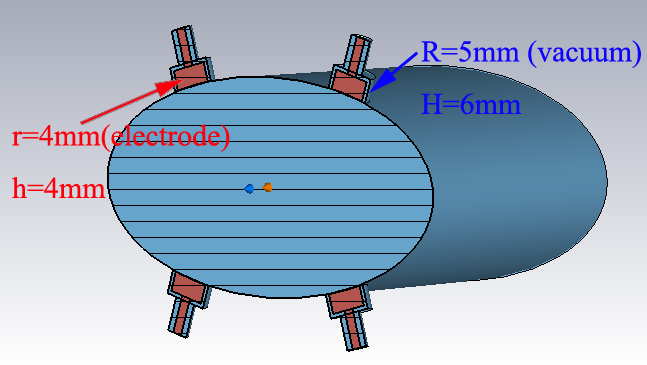 R=5mm (vacuum)
H=6mm
r=4mm(electrode)
h=4mm